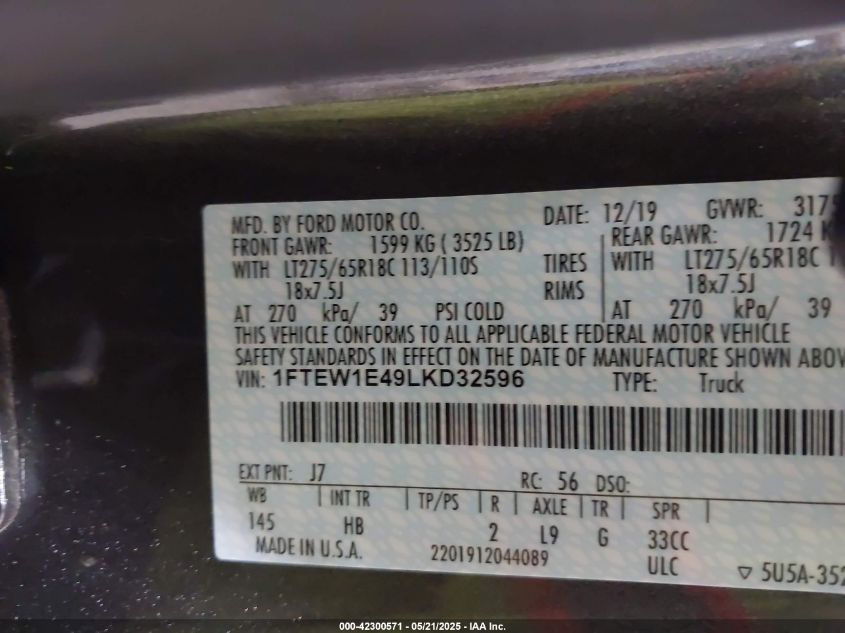 MFD. BY FORD MOTOR CO. DATE: 12/19 GVWR: 3175
FRONT GAWR: 1599 KG ( 3525 LB) REAR GAWR: 1724 K
WITH LT275/65R18C 113/110S TIRES WITH LT275/65R18C 1
18x7.5J RIMS 18x7.5J
AT 270 kPa/ 39 PSI COLD AT 270 kPa/ 39
THIS VEHICLE CONFORMS TO ALL APPLICABLE FEDERAL MOTOR VEHICLE
SAFETY STANDARDS IN EFFECT ON THE DATE OF MANUFACTURE SHOWN ABOV
VIN: 1FTEW1E49LKD32596 TYPE: Truck
EXT PNT: J7 RC: 56 DSO:
WB INT TR TP/PS R AXLE TR SPR
145 HB 2 L9 G 33CC
MADE IN U.S.A. 2201912044089 ULC ▽ 5U5A-352
000-42300571 - 05/21/2025 - IAA Inc.